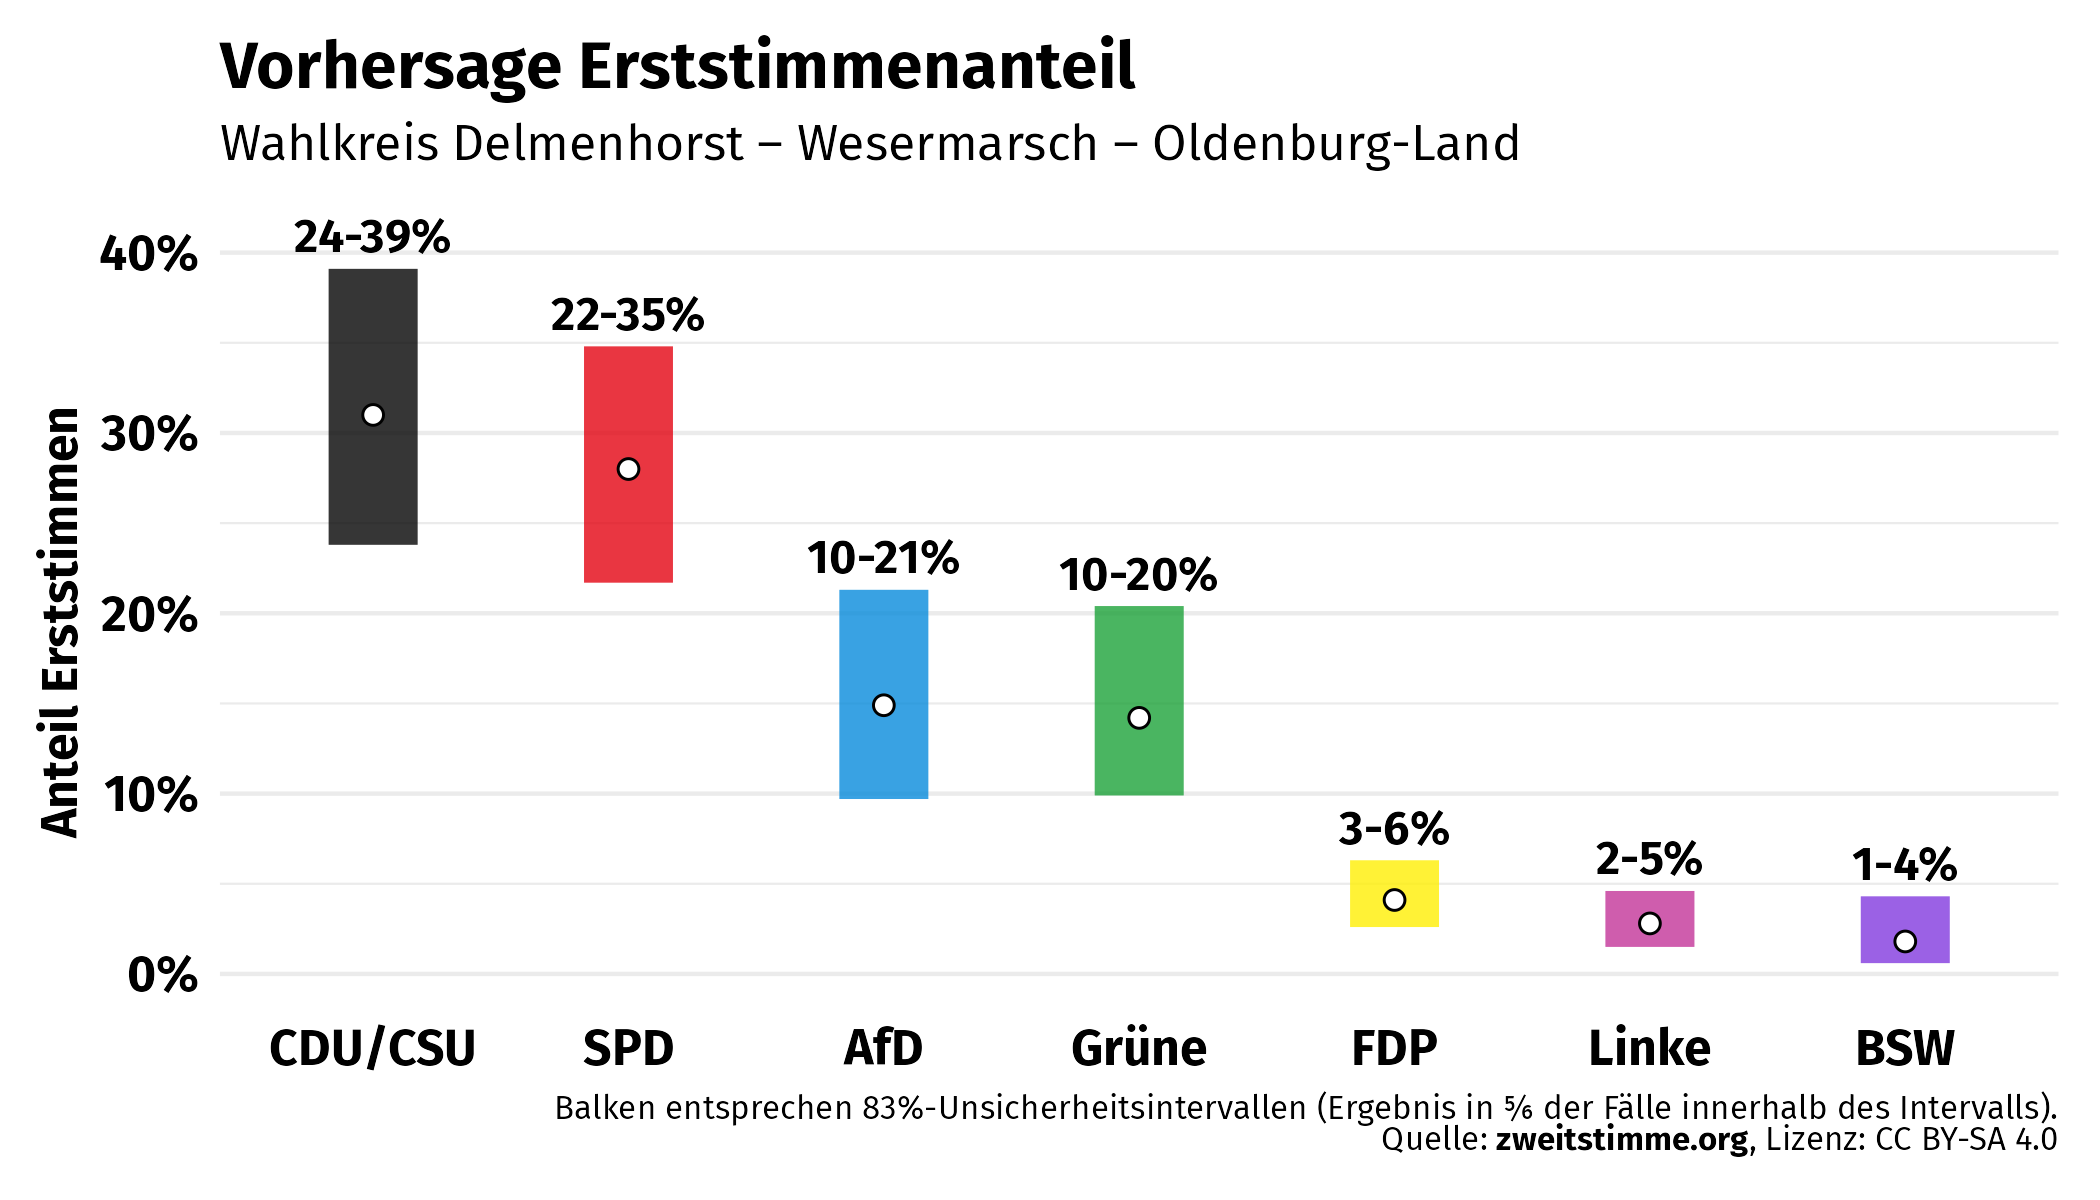 Vorhersage Erststimmenanteil
Wahlkreis Delmenhorst – Wesermarsch – Oldenburg-Land
Anteil Erststimmen
40%
30%
20%
10%
0%
24-39%
22-35%
10-21%
10-20%
3-6%
2-5%
1-4%
CDU/CSU SPD AfD Grüne FDP Linke BSW
Balken entsprechen 83%-Unsicherheitsintervallen (Ergebnis in ⅚ der Fälle innerhalb des Intervalls).
Quelle: zweitstimme.org, Lizenz: CC BY-SA 4.0